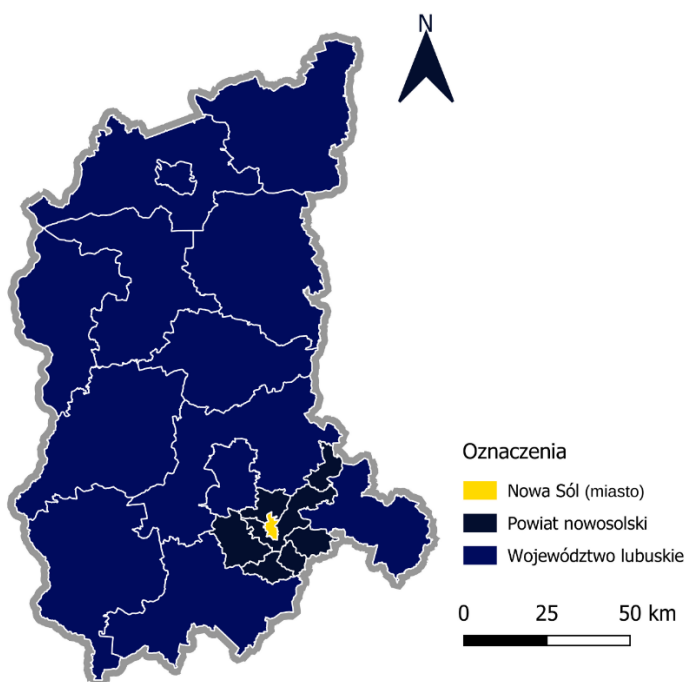 N
Oznaczenia
Nowa Sól (miasto)
Powiat nowosolski
Województwo lubuskie
0 25 50 km